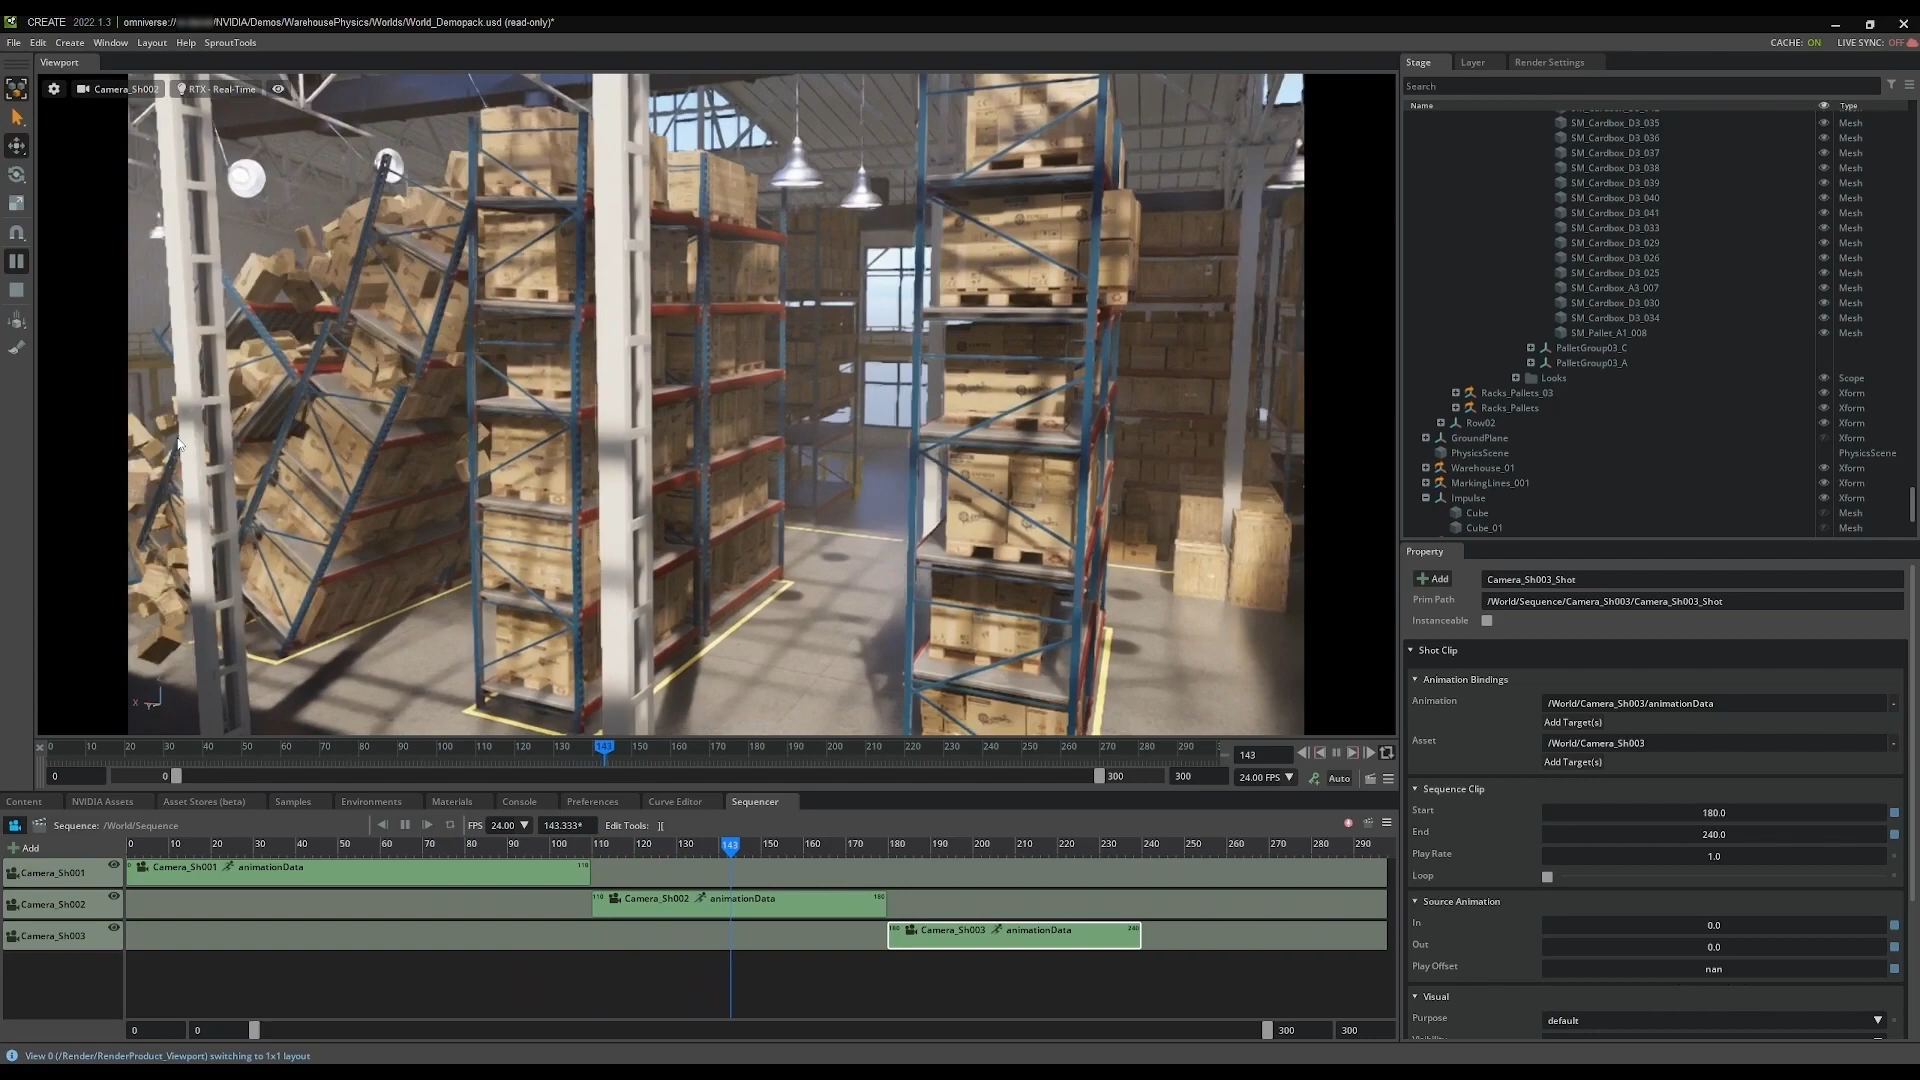 CREATE 2022.1.3 | omniverse:// /NVIDIA/Demos/WarehousePhysics/Worlds/World_Demopack.usd (read-only)*
File Edit Create Window Layout Help SproutTools CACHE: ON LIVE SYNC: OFF
Viewport
Camera_Sh002 RTX - Real-Time
Stage Layer Render Settings
Search
Name Type
SM_Cardbox_D3_035 Mesh
SM_Cardbox_D3_036 Mesh
SM_Cardbox_D3_037 Mesh
SM_Cardbox_D3_038 Mesh
SM_Cardbox_D3_039 Mesh
SM_Cardbox_D3_040 Mesh
SM_Cardbox_D3_041 Mesh
SM_Cardbox_D3_033 Mesh
SM_Cardbox_D3_029 Mesh
SM_Cardbox_D3_026 Mesh
SM_Cardbox_D3_025 Mesh
SM_Cardbox_A3_007 Mesh
SM_Cardbox_D3_030 Mesh
SM_Cardbox_D3_034 Mesh
SM_Pallet_A1_008 Mesh
PalletGroup03_C
PalletGroup03_A
Looks Scope
Racks_Pallets_03 Xform
Racks_Pallets Xform
Row02 Xform
GroundPlane Xform
PhysicsScene PhysicsScene
Warehouse_01 Xform
MarkingLines_001 Xform
Impulse Xform
Cube Mesh
Cube_01 Mesh
Property
Add Camera_Sh003_Shot
Prim Path /World/Sequence/Camera_Sh003/Camera_Sh003_Shot
Instanceable
Shot Clip
Animation Bindings
Animation /World/Camera_Sh003/animationData
Add Target(s)
Asset /World/Camera_Sh003
Add Target(s)
Sequence Clip
Start 180.0
End 240.0
Play Rate 1.0
Loop
Source Animation
In 0.0
Out 0.0
Play Offset nan
Visual
Purpose default
X
0 10 20 30 40 50 60 70 80 90 100 110 120 130 143 150 160 170 180 190 200 210 220 230 240 250 260 270 280 290 143
0 0 300 300 24.00 FPS Auto
Content NVIDIA Assets Asset Stores (beta) Samples Environments Materials Console Preferences Curve Editor Sequencer
Sequence: /World/Sequence FPS 24.00 143.333* Edit Tools: ][
Add 0 10 20 30 40 50 60 70 80 90 100 110 120 130 143 150 160 170 180 190 200 210 220 230 240 250 260 270 280 290
Camera_Sh001 0 Camera_Sh001 animationData 110
Camera_Sh002 110 Camera_Sh002 animationData 180
Camera_Sh003 180 Camera_Sh003 animationData 240
0 0 300 300
View 0 (/Render/RenderProduct_Viewport) switching to 1x1 layout